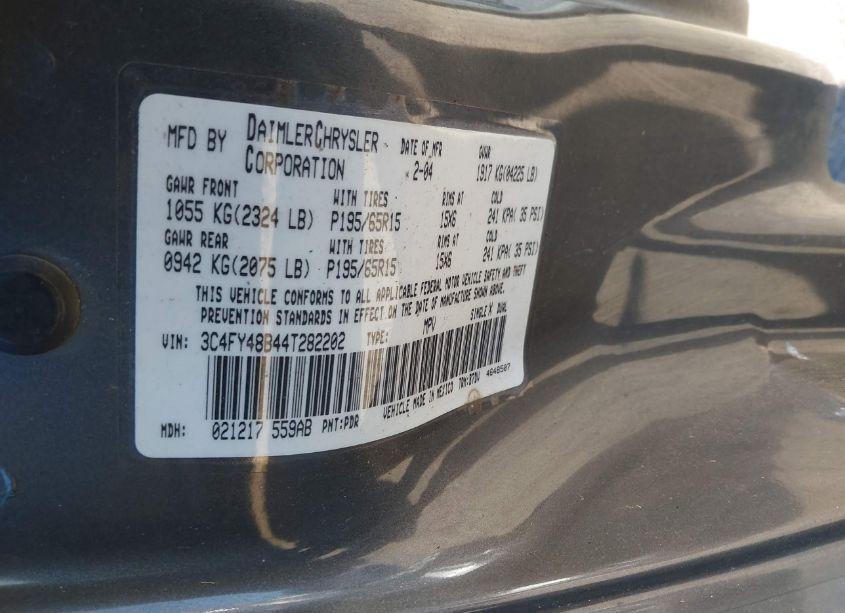 MFD BY DAIMLERCHRYSLER CORPORATION DATE OF MFR 2-04 GVWR 1917 KG(04225 LB)
GAWR FRONT WITH TIRES RIMS AT COLD
1055 KG(2324 LB) P195/65R15 15X6 241 KPA( 35 PSI)
GAWR REAR WITH TIRES RIMS AT COLD
0942 KG(2075 LB) P195/65R15 15X6 241 KPA( 35 PSI)
THIS VEHICLE CONFORMS TO ALL APPLICABLE FEDERAL MOTOR VEHICLE SAFETY AND THEFT
PREVENTION STANDARDS IN EFFECT ON THE DATE OF MANUFACTURE SHOWN ABOVE.
VIN: 3C4FY48B44T282202 TYPE: MPV SINGLE X DUAL
MDH: 021217 559AB PNT:PDR VEHICLE MADE IN MEXICO 4648507